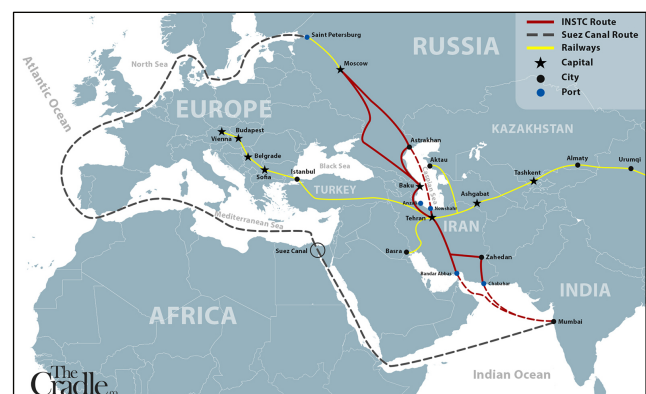 INSTC Route
Suez Canal Route
Railways
Capital
City
Port
Saint Petersburg
RUSSIA
Moscow
North Sea
Atlantic Ocean
EUROPE
KAZAKHSTAN
Budapest
Vienna
Astrakhan
Belgrade
Aktau
Almaty
Urumqi
Sofia
Black Sea
Tashkent
Istanbul
TURKEY
Baku
Ashgabat
Mediterranean Sea
Tehran
IRAN
Suez Canal
Basra
Zahedan
Bandar Abbas
Chabahar
INDIA
AFRICA
Mumbai
Indian Ocean
The
Cradle